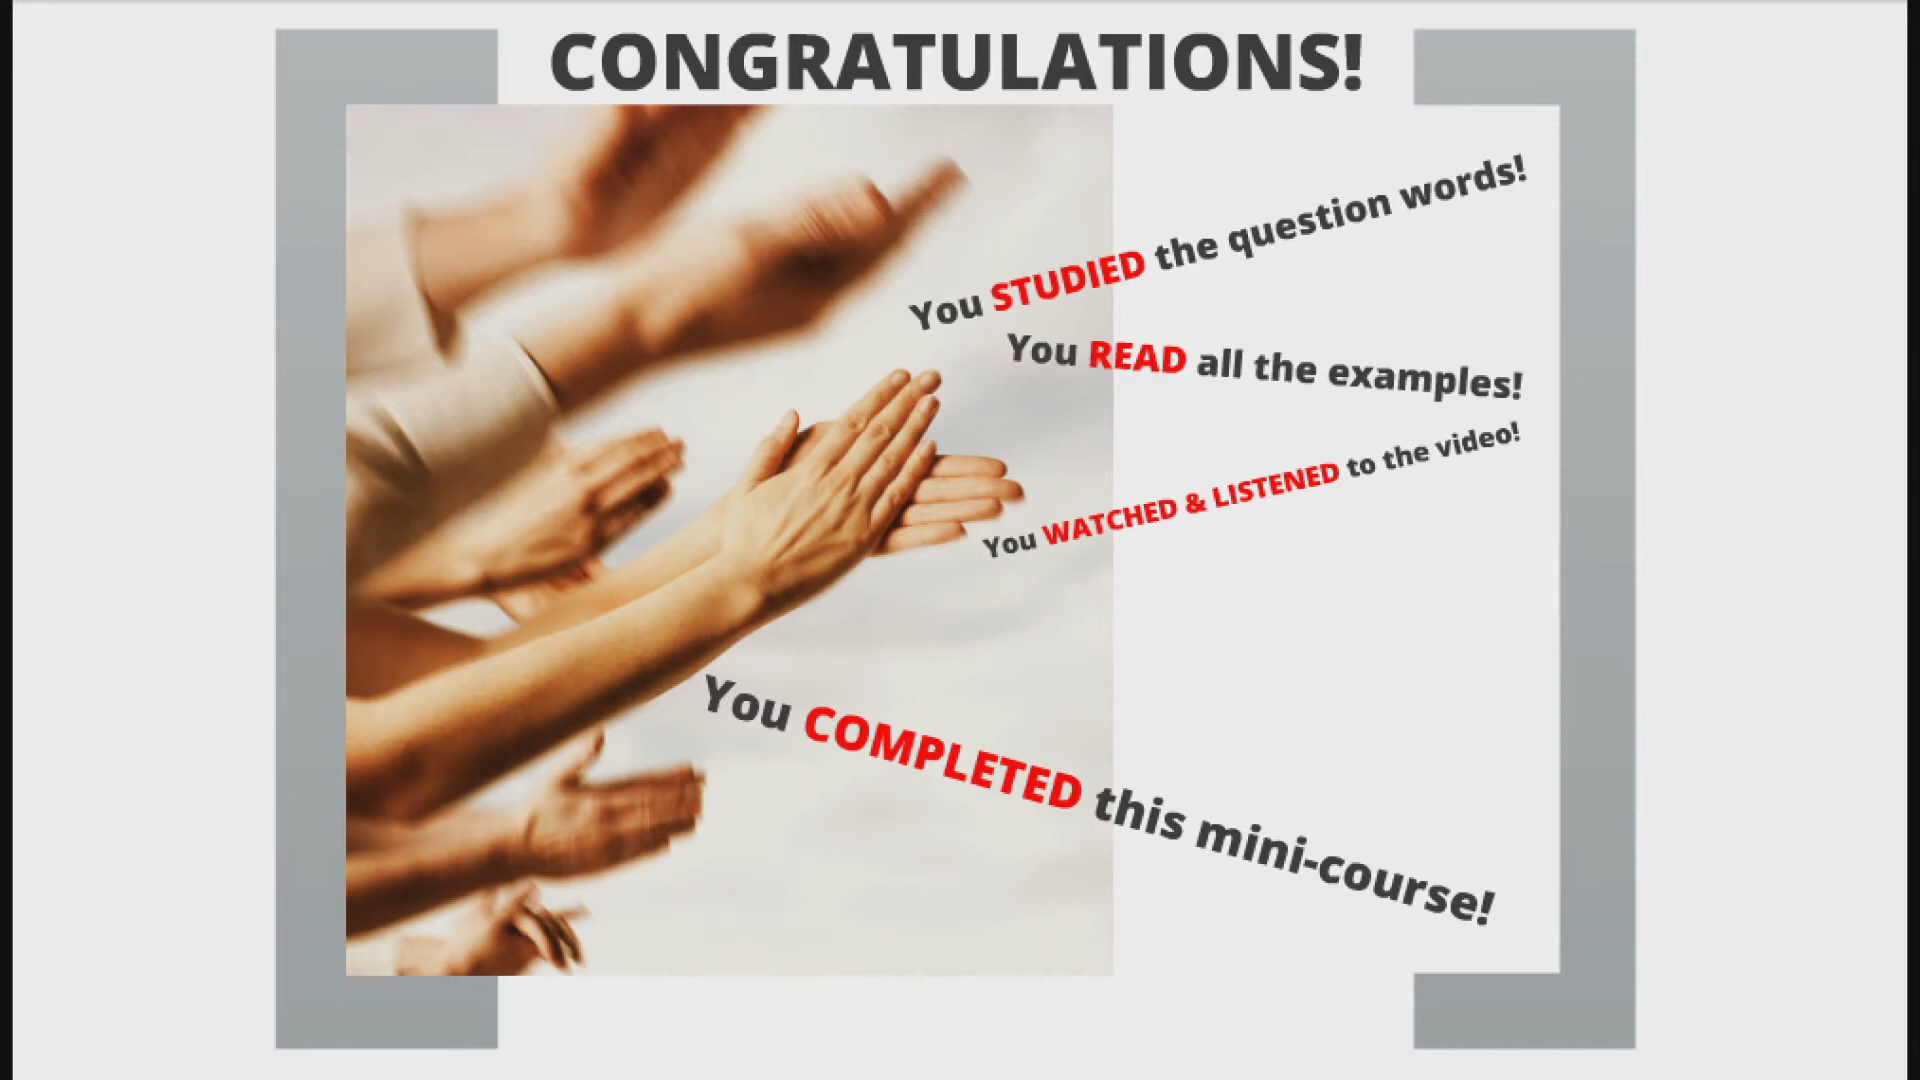 CONGRATULATIONS!
You STUDIED the question words!
You READ all the examples!
You WATCHED & LISTENED to the video!
You COMPLETED this mini-course!